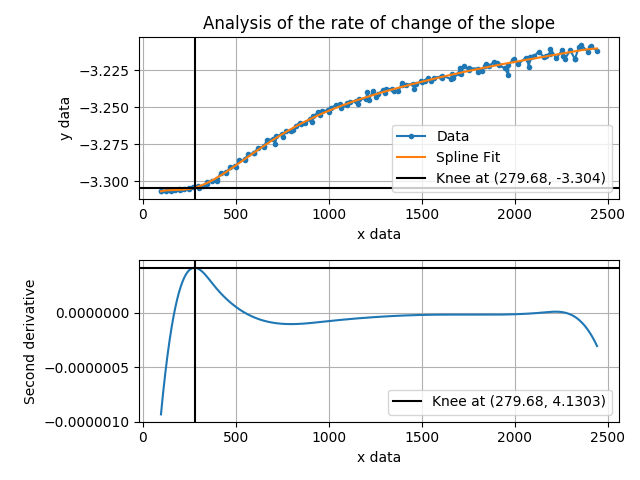 Analysis of the rate of change of the slope
−3.225
−3.250
−3.275
−3.300
y data
Data
Spline Fit
Knee at (279.68, -3.304)
0 500 1000 1500 2000 2500
x data
0.0000000
−0.0000005
−0.0000010
Second derivative
Knee at (279.68, 4.1303)
0 500 1000 1500 2000 2500
x data